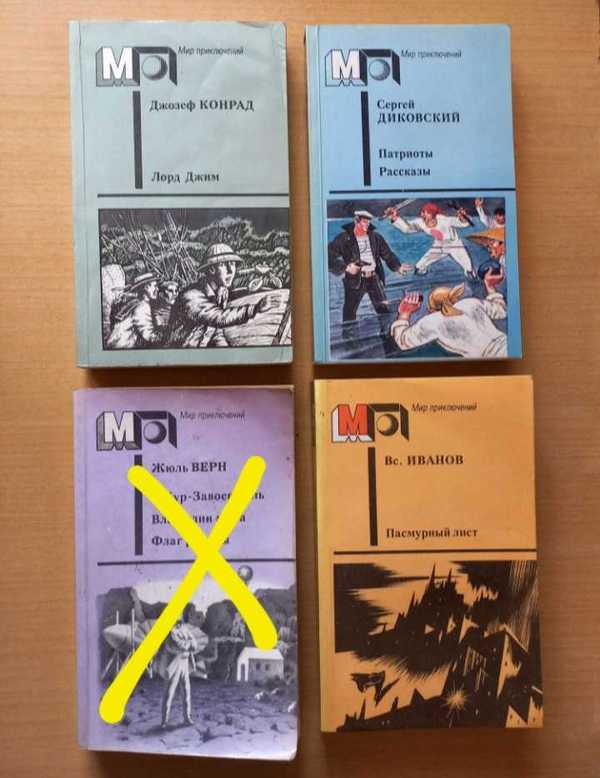 М
Мир приключений
Джозеф КОНРАД
Лорд Джим
М
Мир приключений
Сергей
ДИКОВСКИЙ
Патриоты
Рассказы
М
Мир приключений
Жюль ВЕРН
Флаг
М
Мир приключений
Вс. ИВАНОВ
Пасмурный лист